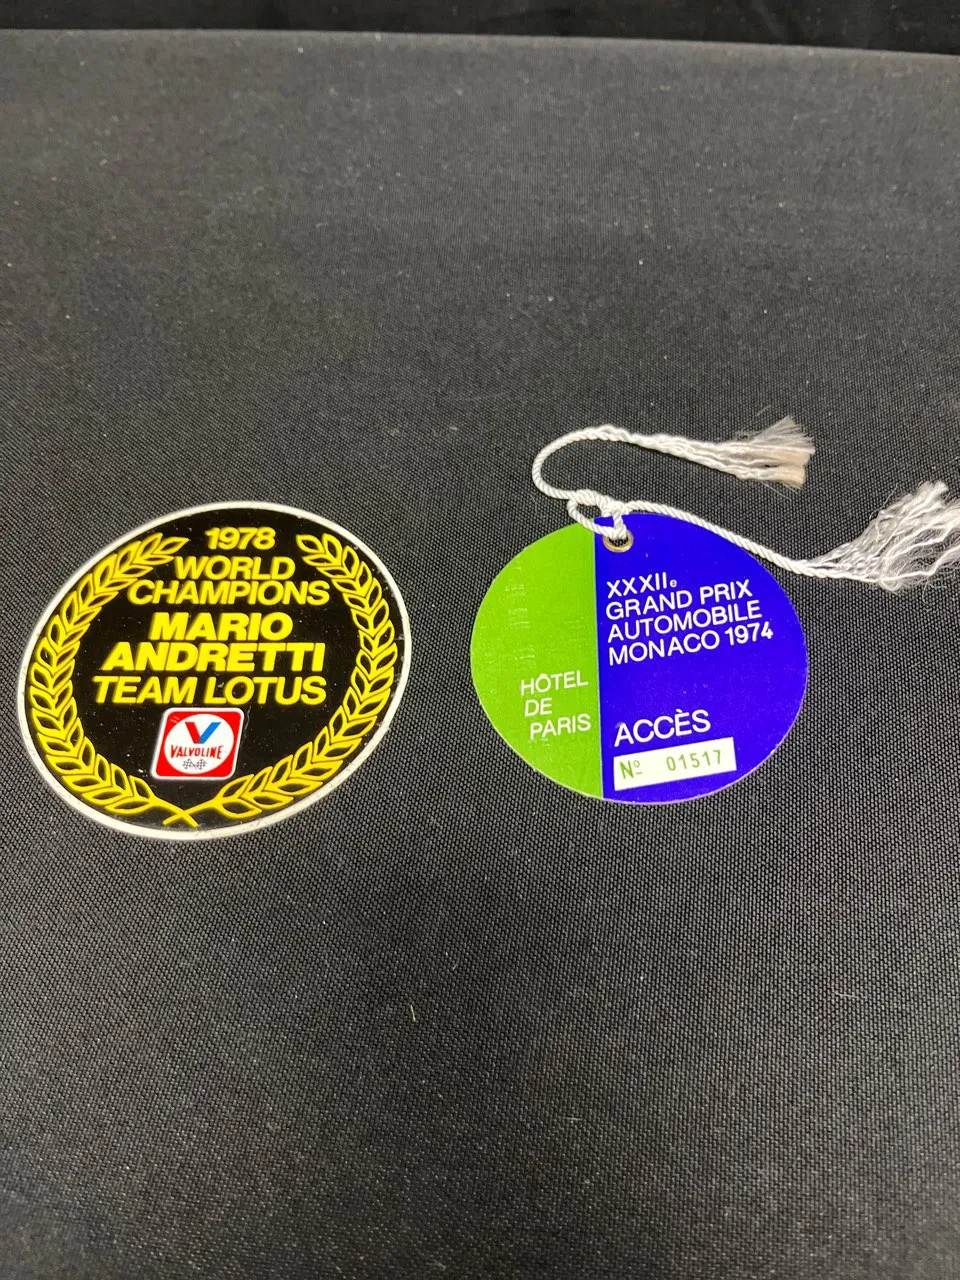 1978
WORLD
CHAMPIONS
MARIO
ANDRETTI
TEAM LOTUS
VALVOLINE
XXXIIe
GRAND PRIX
AUTOMOBILE
MONACO 1974
HÔTEL
DE
PARIS
ACCÈS
Nº 01517